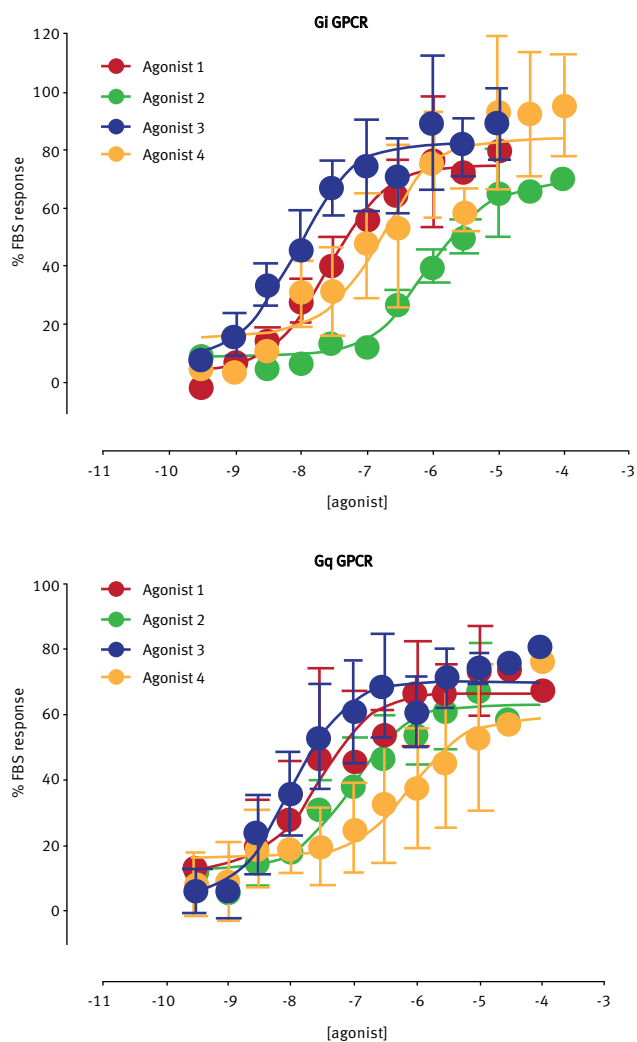 Gi GPCR
120
100
80
60
40
20
0
% FBS response
Agonist 1
Agonist 2
Agonist 3
Agonist 4
-11 -10 -9 -8 -7 -6 -5 -4 -3
[agonist]
Gq GPCR
100
80
60
40
20
0
% FBS response
Agonist 1
Agonist 2
Agonist 3
Agonist 4
-11 -10 -9 -8 -7 -6 -5 -4 -3
[agonist]